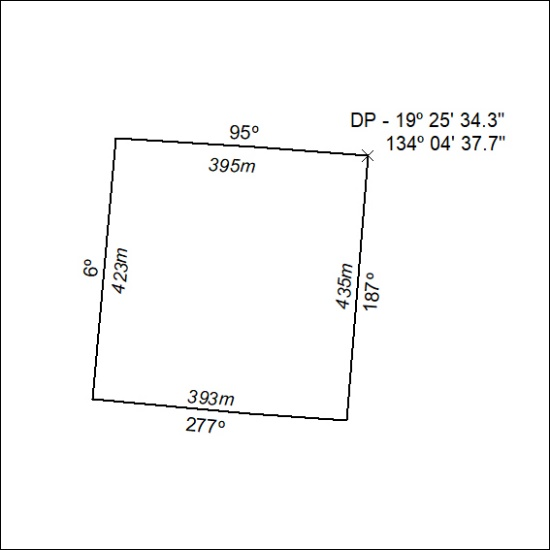 DP - 19º 25' 34.3"
134º 04' 37.7"
95º
395m
6º
423m
435m
187º
393m
277º